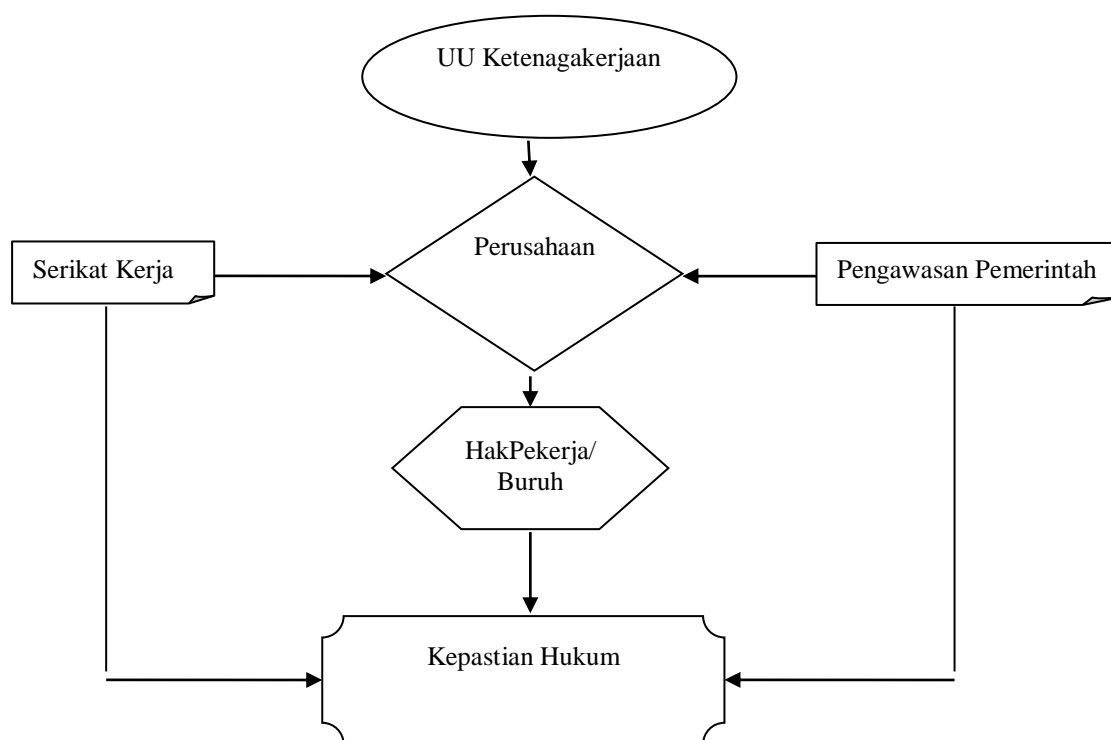 UU Ketenagakerjaan
Perusahaan
Serikat Kerja
Pengawasan Pemerintah
HakPekerja/
Buruh
Kepastian Hukum